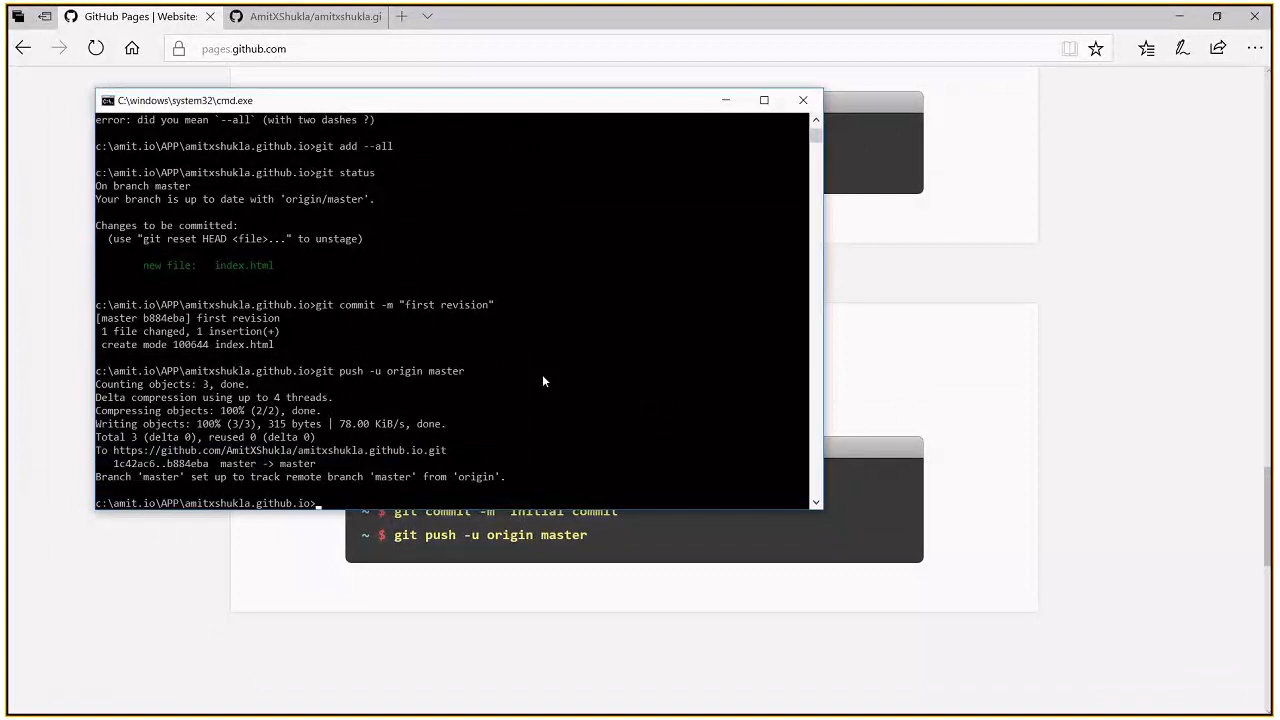 GitHub Pages | Website:
AmitXShukla/amitxshukla.gi
pages.github.com
C:\windows\system32\cmd.exe
error: did you mean `--all` (with two dashes ?)
c:\amit.io\APP\amitxshukla.github.io>git add --all
c:\amit.io\APP\amitxshukla.github.io>git status
On branch master
Your branch is up to date with 'origin/master'.
Changes to be committed:
(use "git reset HEAD <file>..." to unstage)
new file:   index.html
c:\amit.io\APP\amitxshukla.github.io>git commit -m "first revision"
[master b884eba] first revision
1 file changed, 1 insertion(+)
create mode 100644 index.html
c:\amit.io\APP\amitxshukla.github.io>git push -u origin master
Counting objects: 3, done.
Delta compression using up to 4 threads.
Compressing objects: 100% (2/2), done.
Writing objects: 100% (3/3), 315 bytes | 78.00 KiB/s, done.
Total 3 (delta 0), reused 0 (delta 0)
To https://github.com/AmitXShukla/amitxshukla.github.io.git
1c42ac6..b884eba  master -> master
Branch 'master' set up to track remote branch 'master' from 'origin'.
c:\amit.io\APP\amitxshukla.github.io>
~ $ git commit -m "Initial commit"
~ $ git push -u origin master